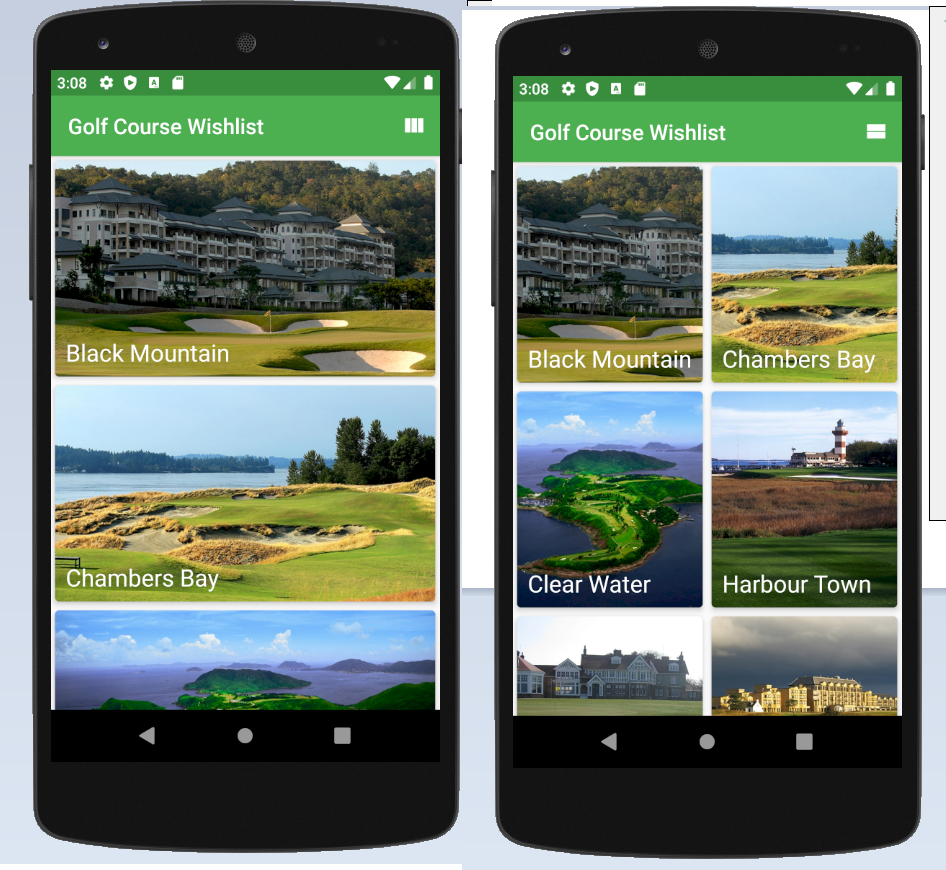 3:08
Golf Course Wishlist
Black Mountain
Chambers Bay
3:08
Golf Course Wishlist
Black Mountain
Chambers Bay
Clear Water
Harbour Town